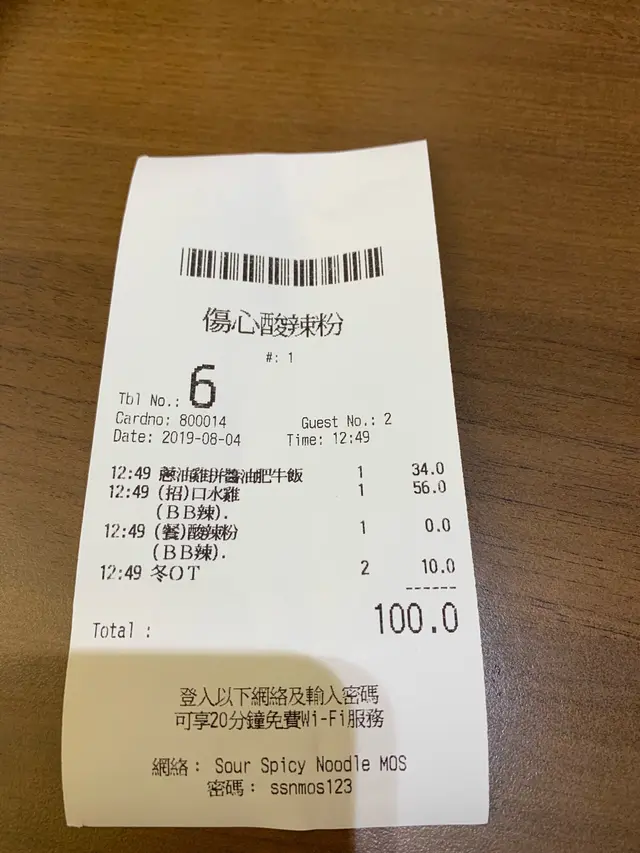 傷心酸辣粉
#: 1
Tbl No.: 6
Cardno: 800014 Guest No.: 2
Date: 2019-08-04 Time: 12:49
12:49 蔥油雞拼醬油肥牛飯 1 34.0
12:49 (招)口水雞 1 56.0
(BB辣).
12:49 (餐)酸辣粉 1 0.0
(BB辣).
12:49 冬OT 2 10.0
------
Total : 100.0
登入以下網絡及輸入密碼
可享20分鐘免費Wi-Fi服務
網絡: Sour Spicy Noodle MOS
密碼: ssnmos123